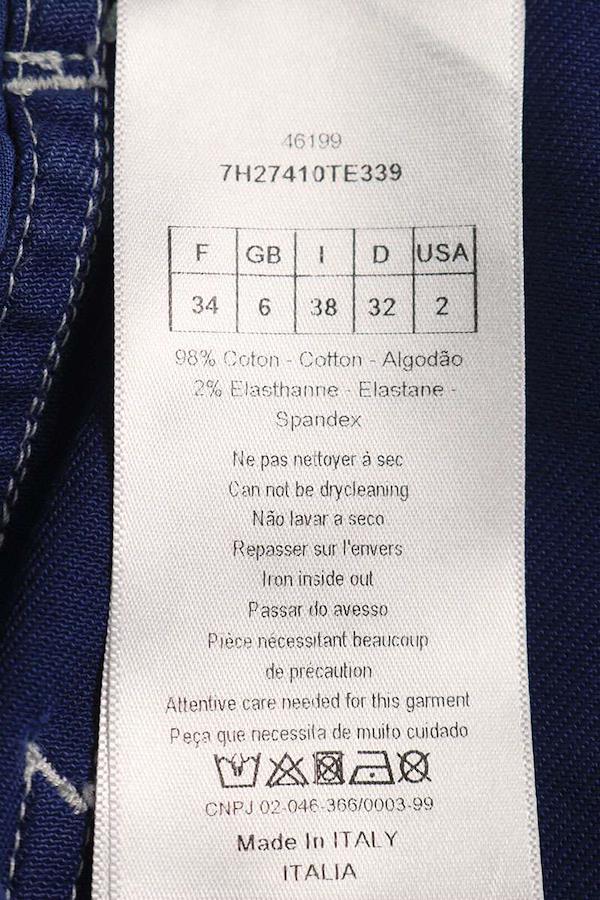 46199
7H27410TE339
F GB I D USA
34 6 38 32 2
98% Coton - Cotton - Algodão
2% Elasthanne - Elastane -
Spandex
Ne pas nettoyer á sec
Can not be drycleaning
Não lavar a seco
Repasser sur l'envers
Iron inside out
Passar do avesso
Pièce nécessitant beaucoup
de précaution
Attentive care needed for this garment
Peça que necessita de muito cuidado
CNPJ 02-046-366/0003-99
Made In ITALY
ITALIA